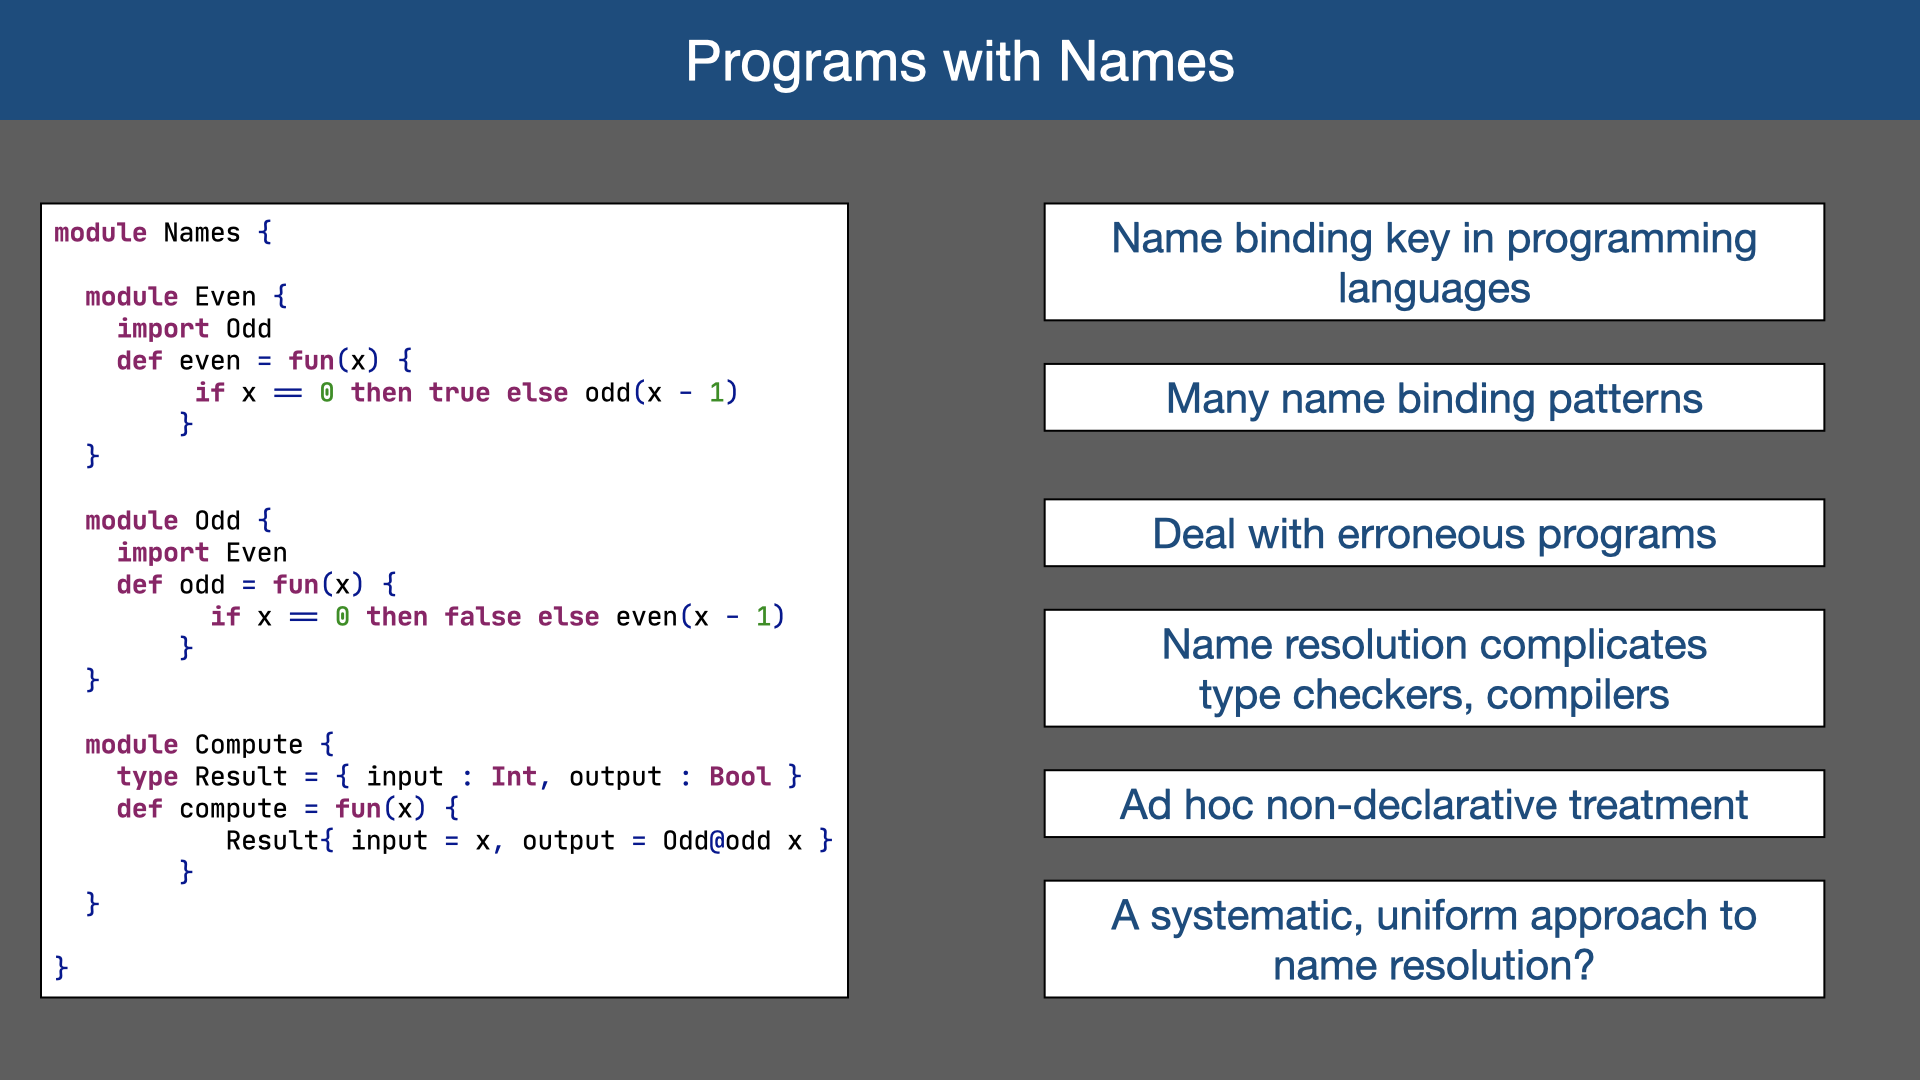 Programs with Names
module Names {
  module Even {
    import Odd
    def even = fun(x) {
         if x == 0 then true else odd(x - 1)
        }
  }
  module Odd {
    import Even
    def odd = fun(x) {
          if x == 0 then false else even(x - 1)
        }
  }
  module Compute {
    type Result = { input : Int, output : Bool }
    def compute = fun(x) {
           Result{ input = x, output = Odd@odd x }
        }
  }
}
Name binding key in programming
languages
Many name binding patterns
Deal with erroneous programs
Name resolution complicates
type checkers, compilers
Ad hoc non-declarative treatment
A systematic, uniform approach to
name resolution?